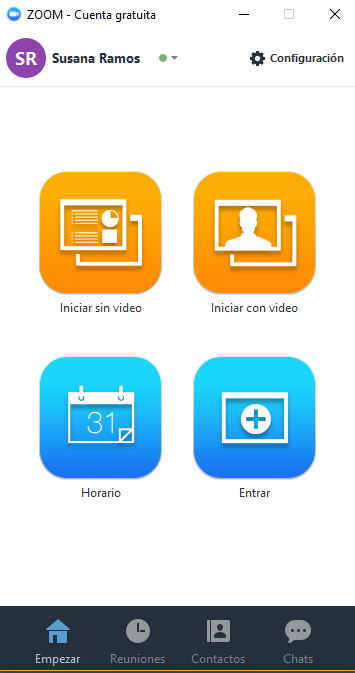 ZOOM - Cuenta gratuita
SR Susana Ramos Configuración
Iniciar sin video Iniciar con video
31
Horario Entrar
Empezar Reuniones Contactos Chats